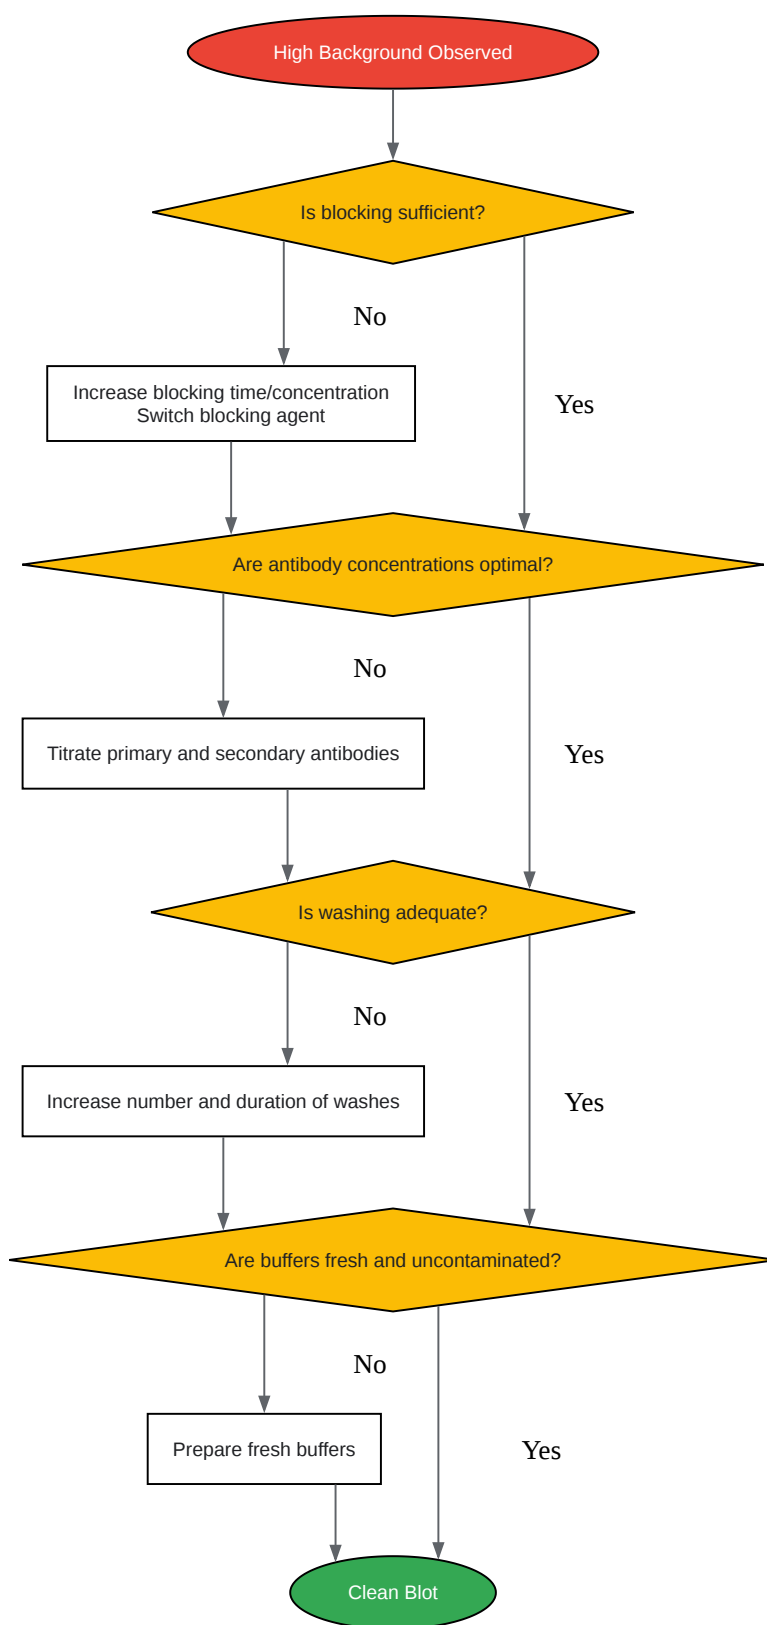 High Background Observed
Is blocking sufficient?
No
Increase blocking time/concentration
Switch blocking agent
Yes
Are antibody concentrations optimal?
No
Titrate primary and secondary antibodies
Yes
Is washing adequate?
No
Increase number and duration of washes
Yes
Are buffers fresh and uncontaminated?
No
Prepare fresh buffers
Yes
Clean Blot